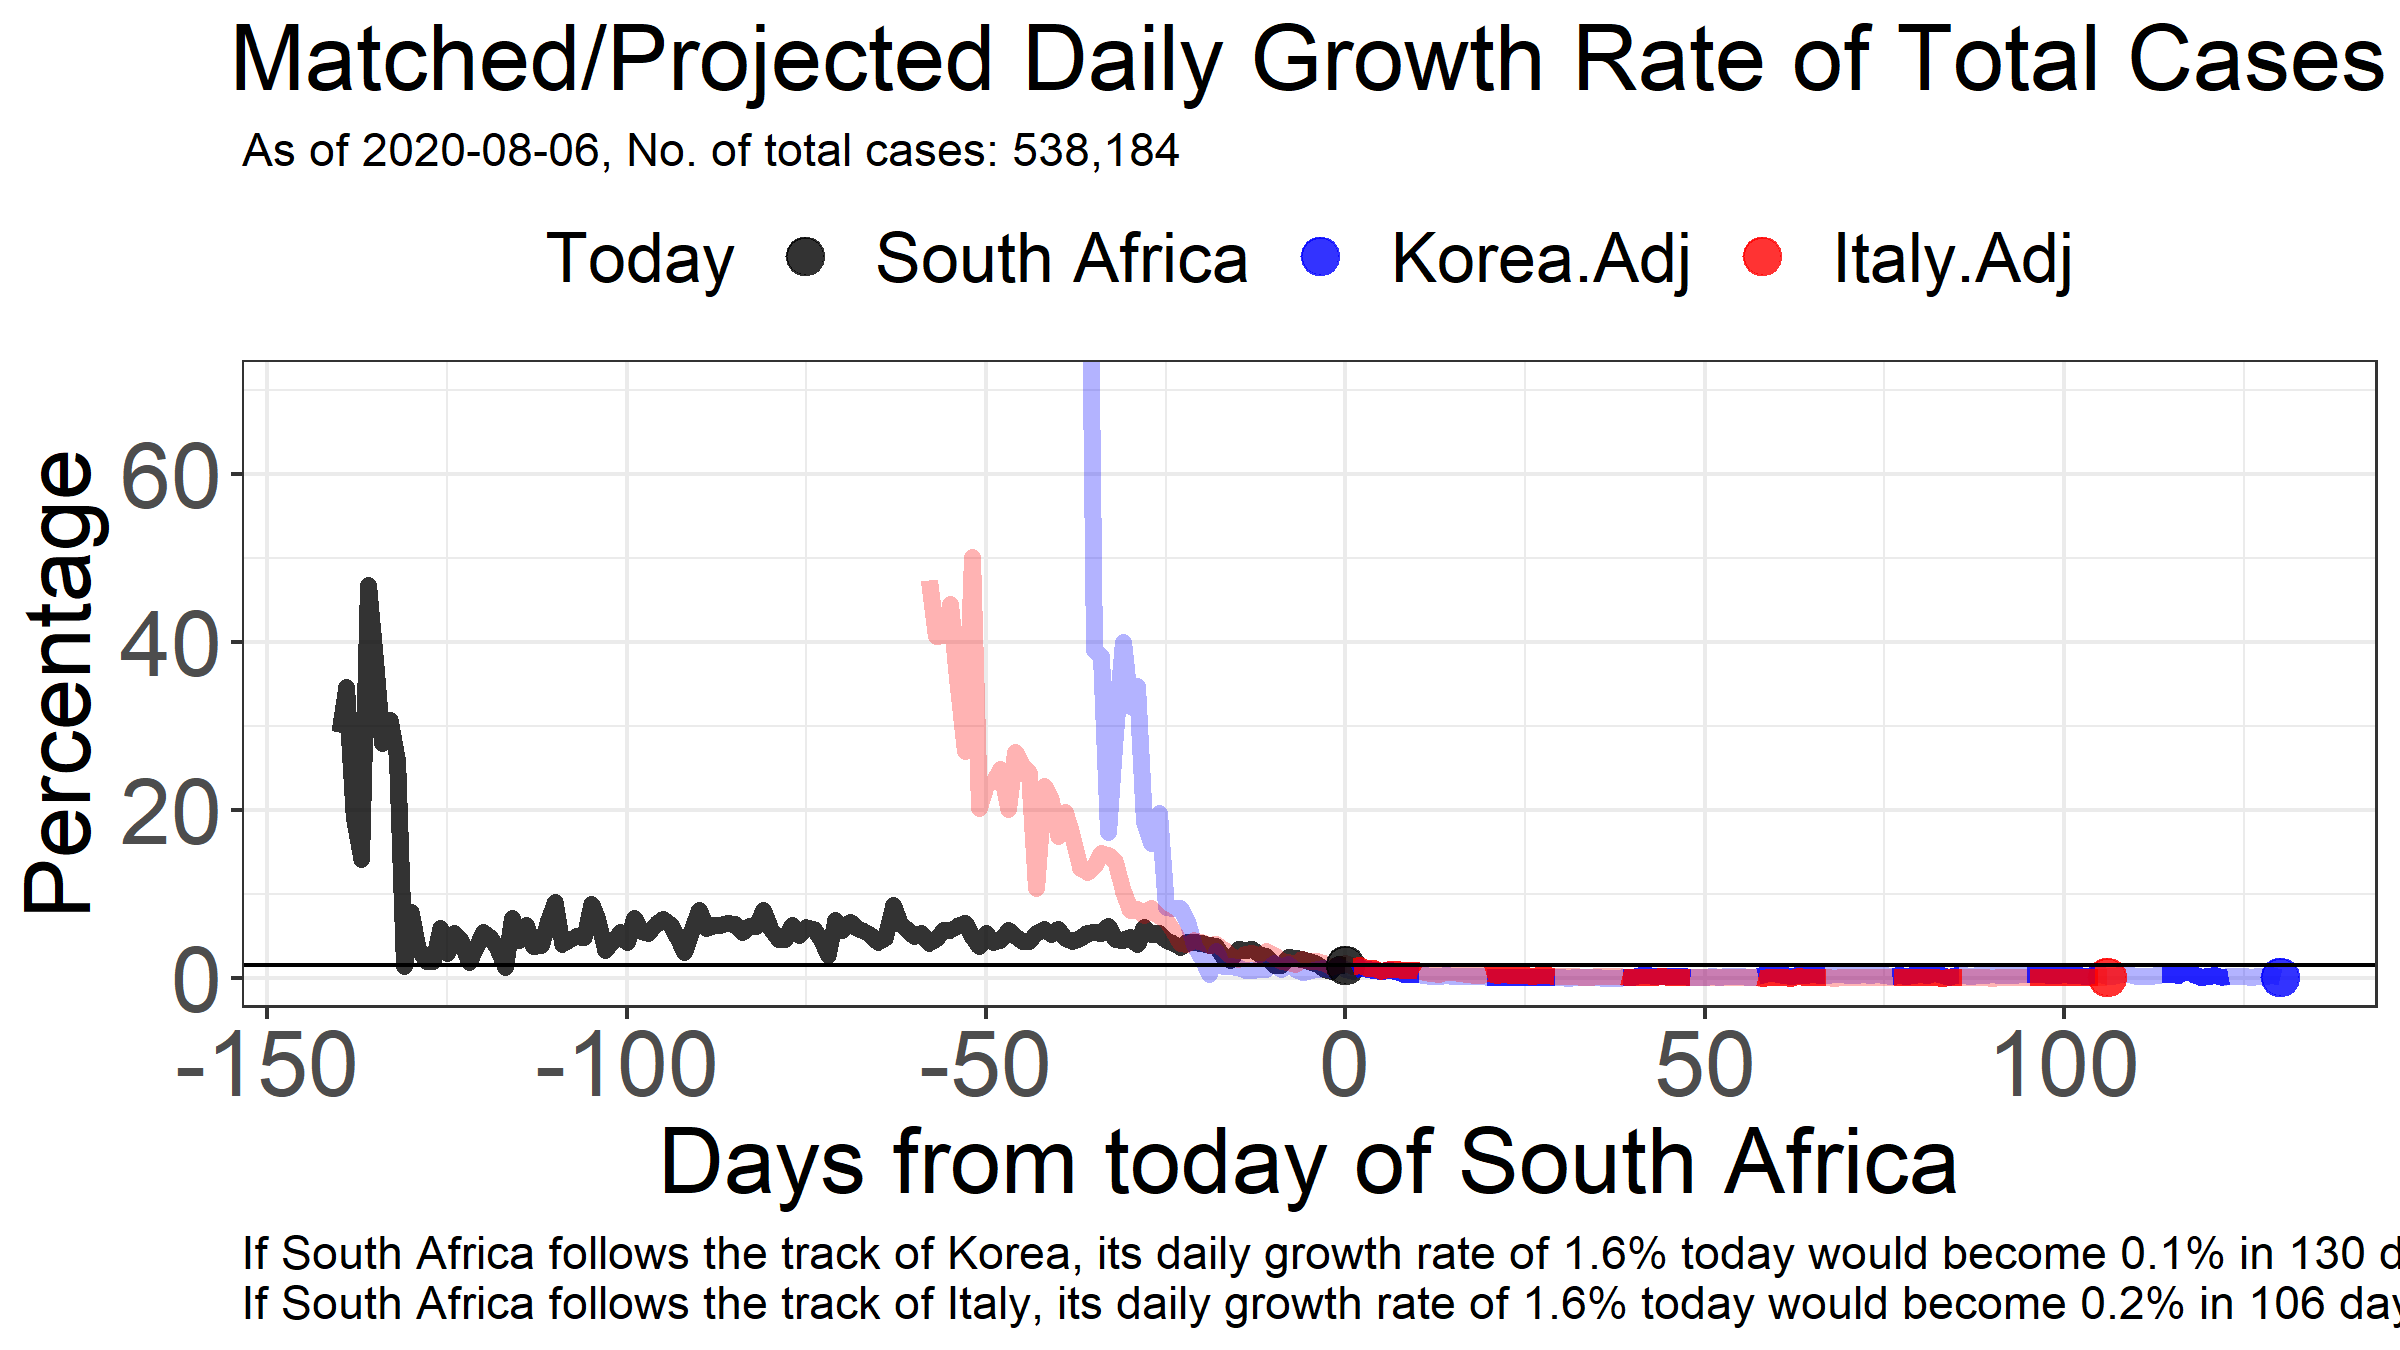 Matched/Projected Daily Growth Rate of Total Cases
As of 2020-08-06, No. of total cases: 538,184
Today South Africa Korea.Adj Italy.Adj
Percentage
60
40
20
0
-150 -100 -50 0 50 100
Days from today of South Africa
If South Africa follows the track of Korea, its daily growth rate of 1.6% today would become 0.1% in 130 d
If South Africa follows the track of Italy, its daily growth rate of 1.6% today would become 0.2% in 106 day